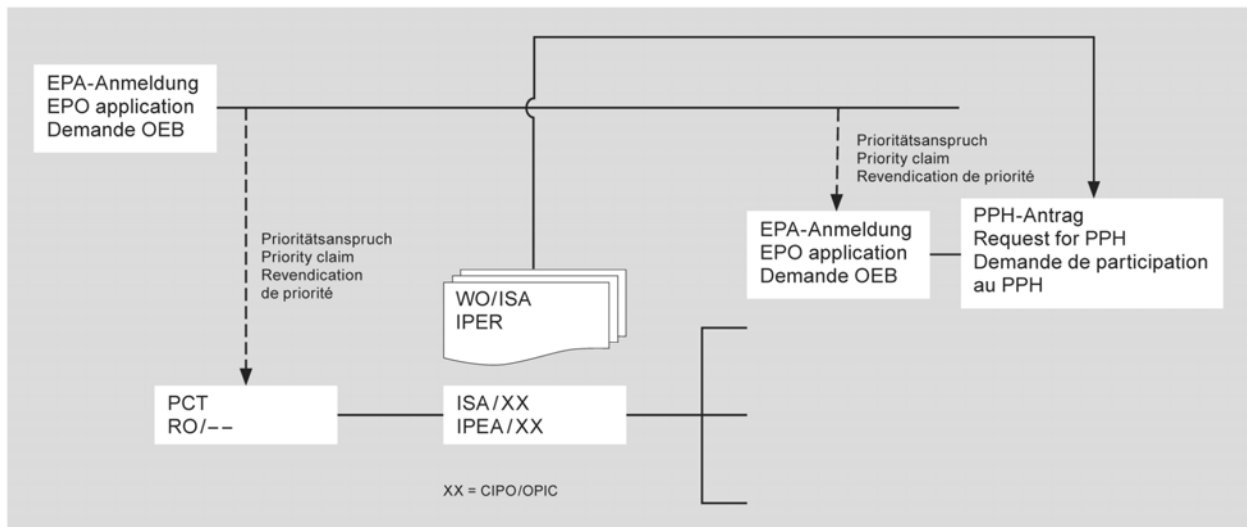 EPA-Anmeldung
EPO application
Demande OEB
Prioritätsanspruch
Priority claim
Revendication de priorité
EPA-Anmeldung
EPO application
Demande OEB
PPH-Antrag
Request for PPH
Demande de participation
au PPH
Prioritätsanspruch
Priority claim
Revendication
de priorité
WO/ISA
IPER
PCT
RO/––
ISA/XX
IPEA/XX
XX = CIPO/OPIC